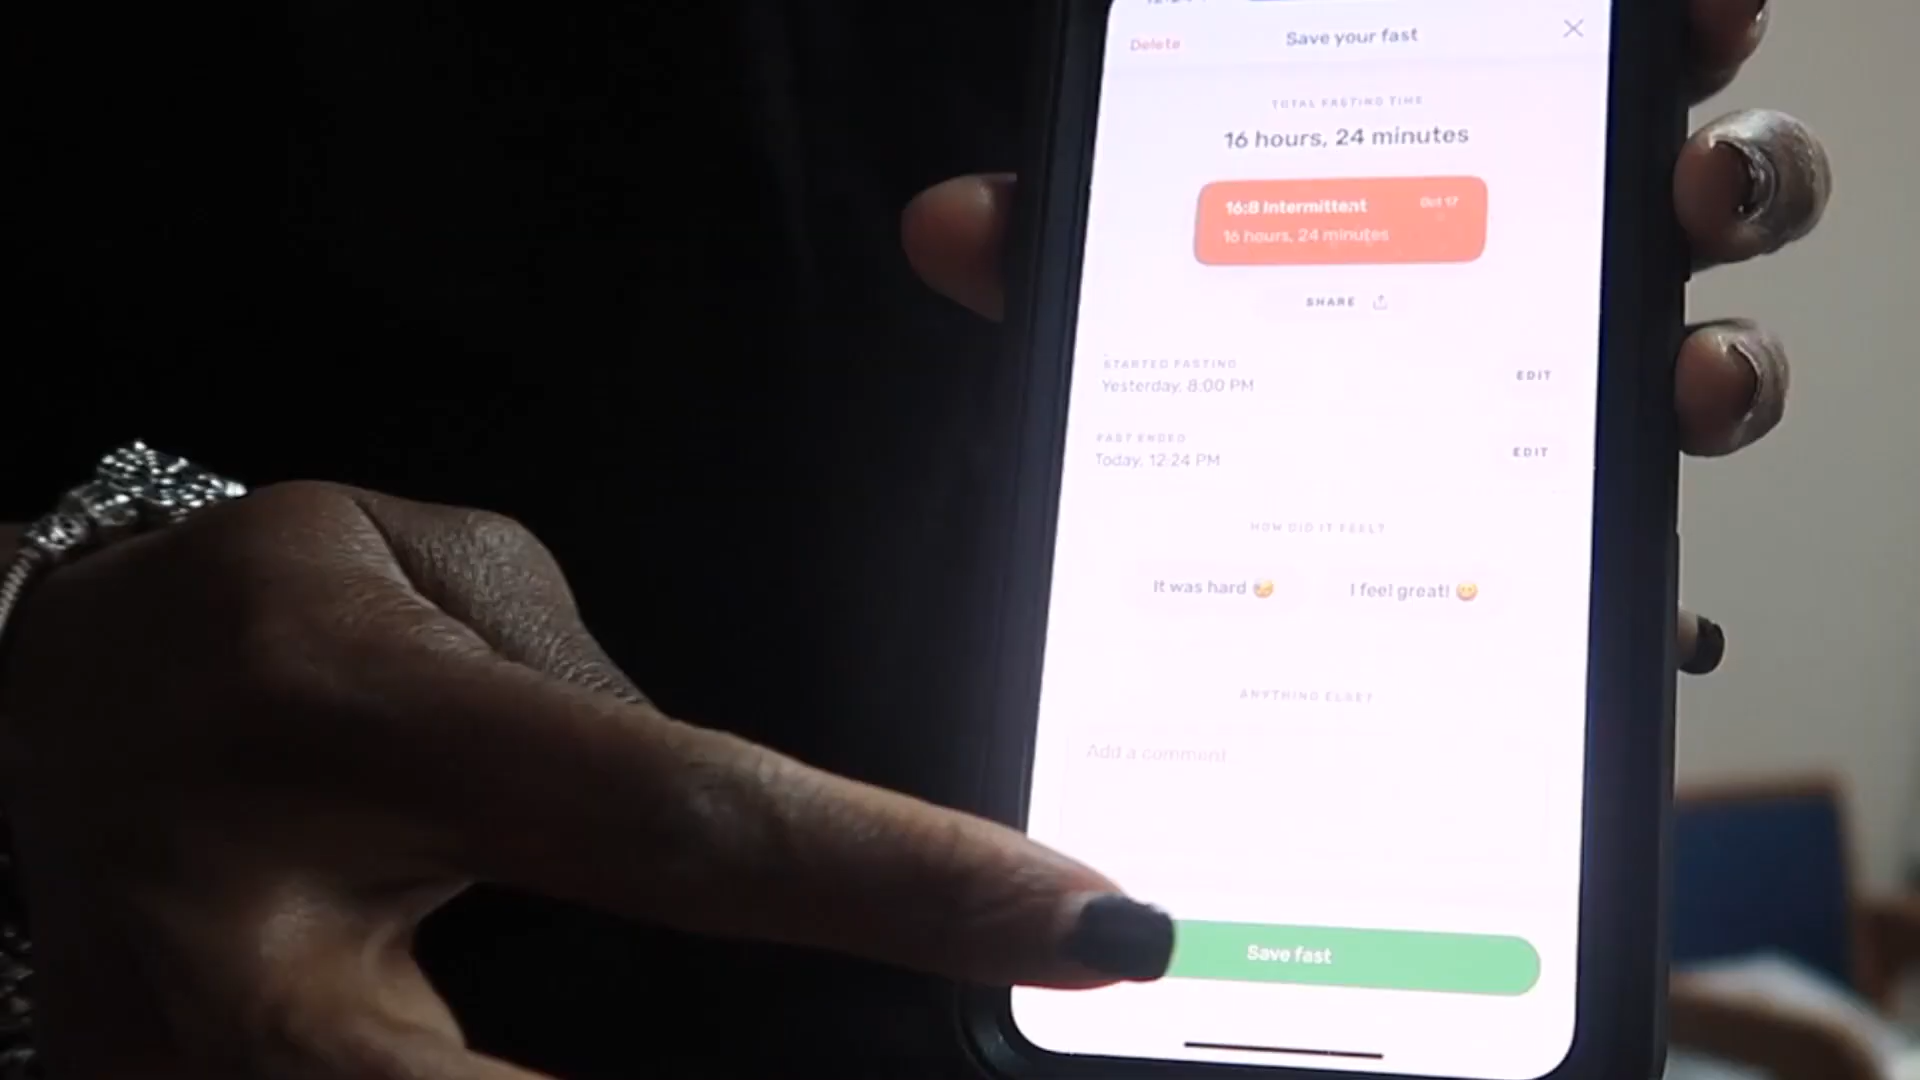 Delete
Save your fast
TOTAL FASTING TIME
16 hours, 24 minutes
16:8 Intermittent
Oct 17
16 hours, 24 minutes
SHARE
STARTED FASTING
Yesterday, 8:00 PM
EDIT
FAST ENDED
Today, 12:24 PM
EDIT
HOW DID IT FEEL?
It was hard
I feel great!
ANYTHING ELSE?
Add a comment...
Save fast